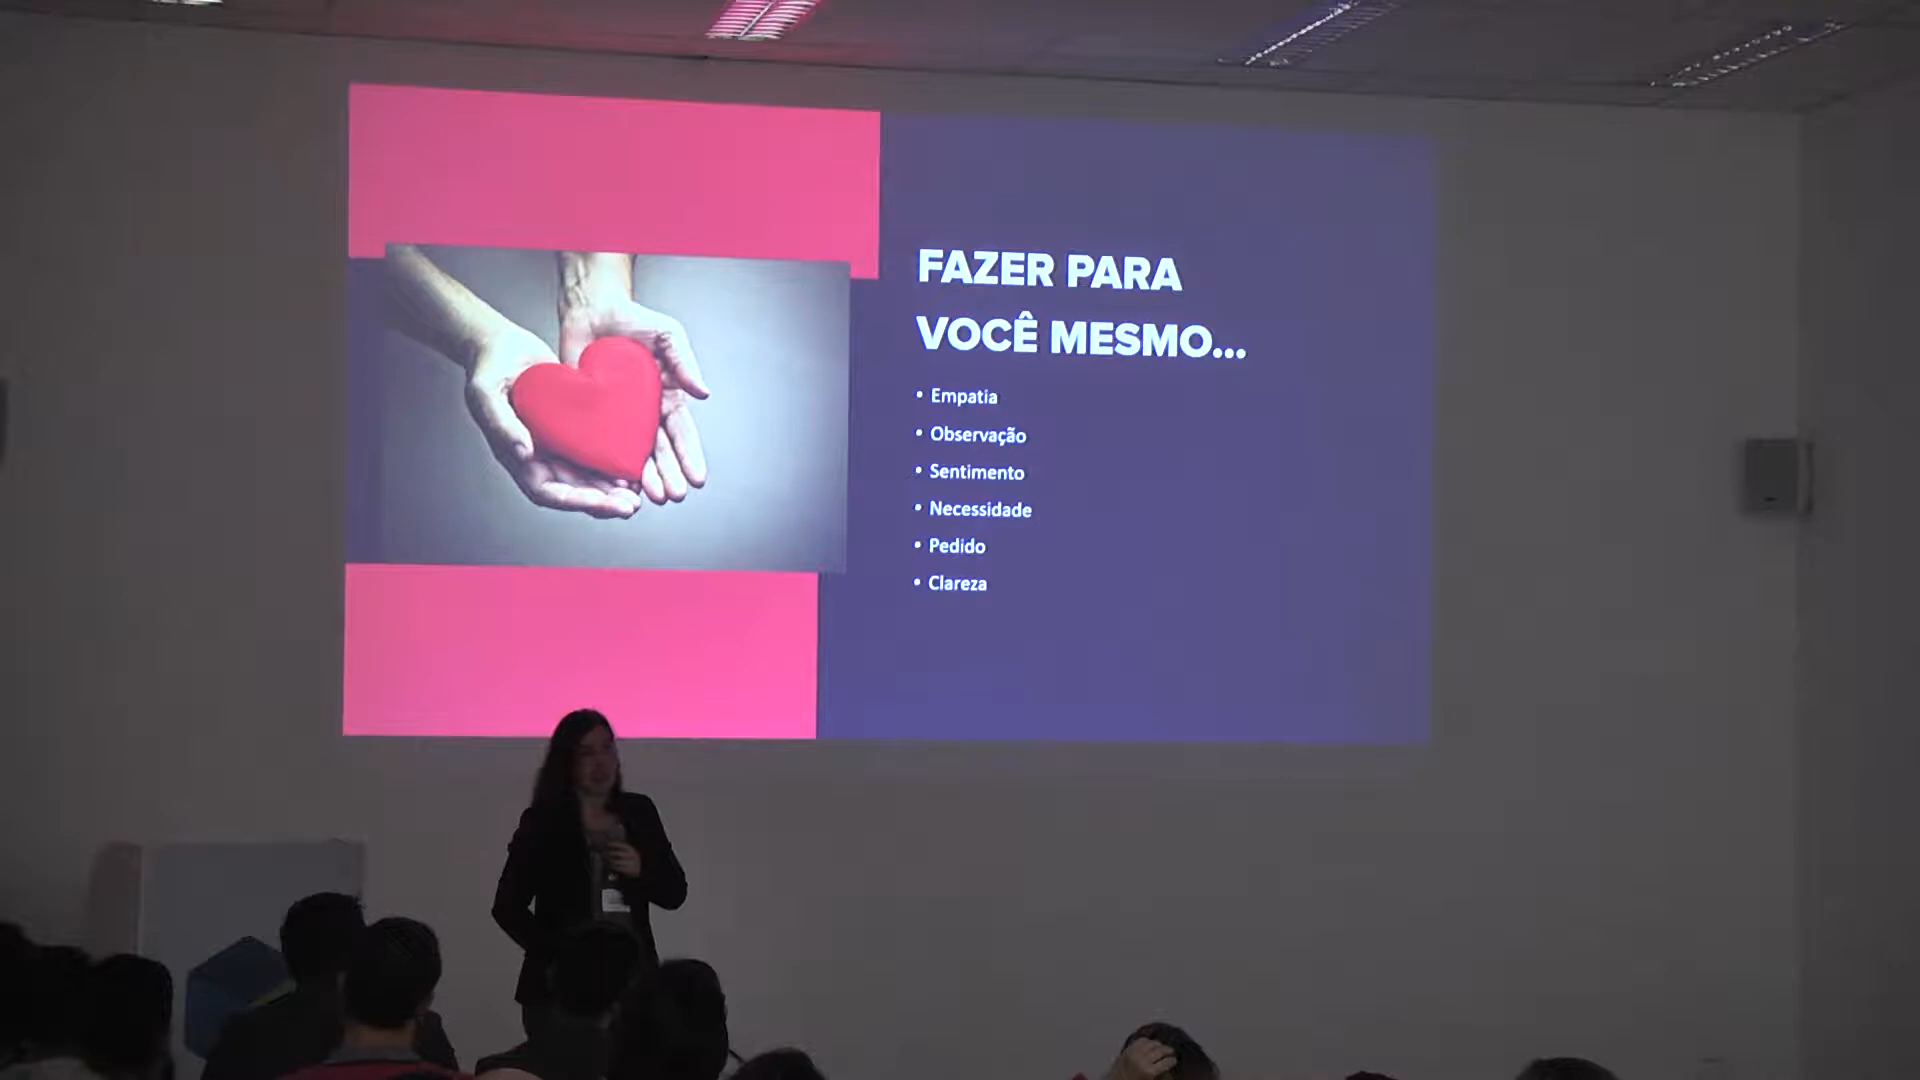 FAZER PARA
VOCÊ MESMO...
• Empatia
• Observação
• Sentimento
• Necessidade
• Pedido
• Clareza